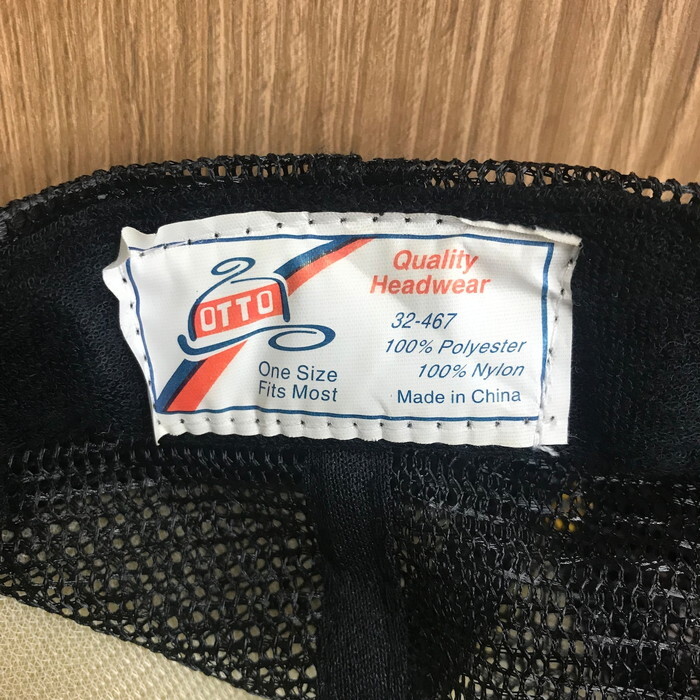 OTTO
One Size
Fits Most
Quality
Headwear
32-467
100% Polyester
100% Nylon
Made in China